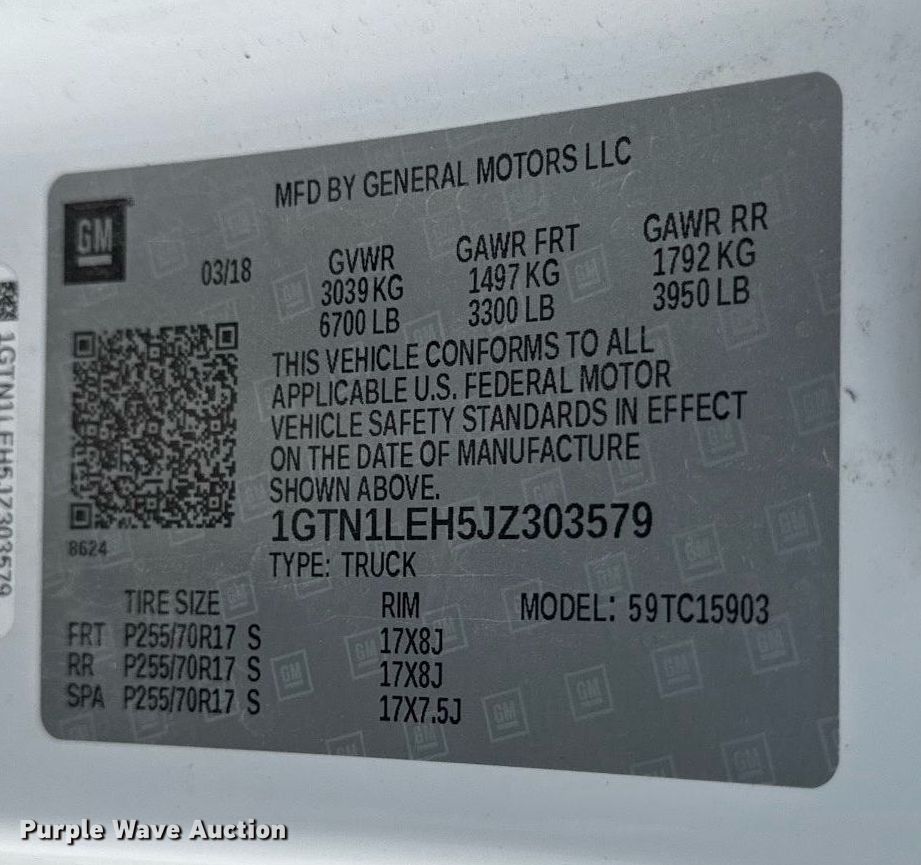 MFD BY GENERAL MOTORS LLC
GM
03/18
GVWR GAWR FRT GAWR RR
3039 KG 1497 KG 1792 KG
6700 LB 3300 LB 3950 LB
THIS VEHICLE CONFORMS TO ALL
APPLICABLE U.S. FEDERAL MOTOR
VEHICLE SAFETY STANDARDS IN EFFECT
ON THE DATE OF MANUFACTURE
SHOWN ABOVE.
1GTN1LEH5JZ303579
8624
TYPE: TRUCK
TIRE SIZE RIM MODEL: 59TC15903
FRT P255/70R17 S 17X8J
RR P255/70R17 S 17X8J
SPA P255/70R17 S 17X7.5J
1GTN1LEH5JZ303579
Purple Wave Auction